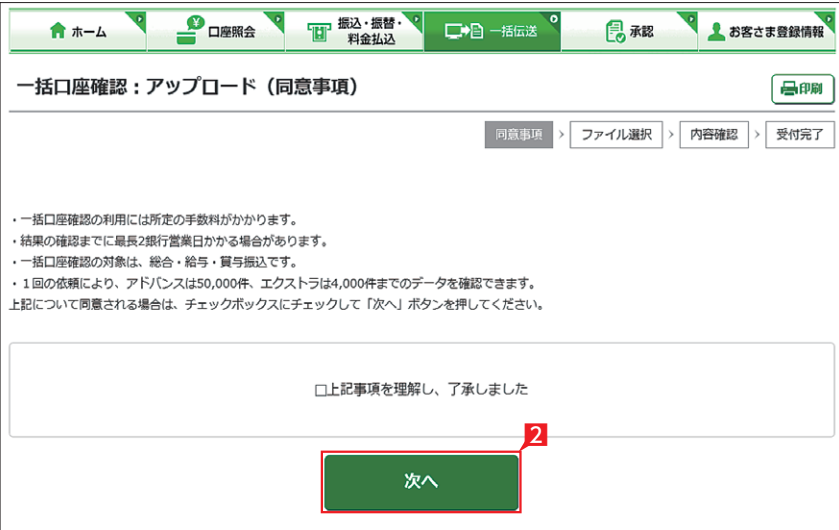 ホーム
口座照会
振込・振替・
料金払込
一括伝送
承認
お客さま登録情報
一括口座確認：アップロード（同意事項）
印刷
同意事項 > ファイル選択 > 内容確認 > 受付完了
・一括口座確認の利用には所定の手数料がかかります。
・結果の確認までに最長2銀行営業日かかる場合があります。
・一括口座確認の対象は、総合・給与・賞与振込です。
・１回の依頼により、アドバンスは50,000件、エクストラは4,000件までのデータを確認できます。
上記について同意される場合は、チェックボックスにチェックして「次へ」ボタンを押してください。
□上記事項を理解し、了承しました
2
次へ